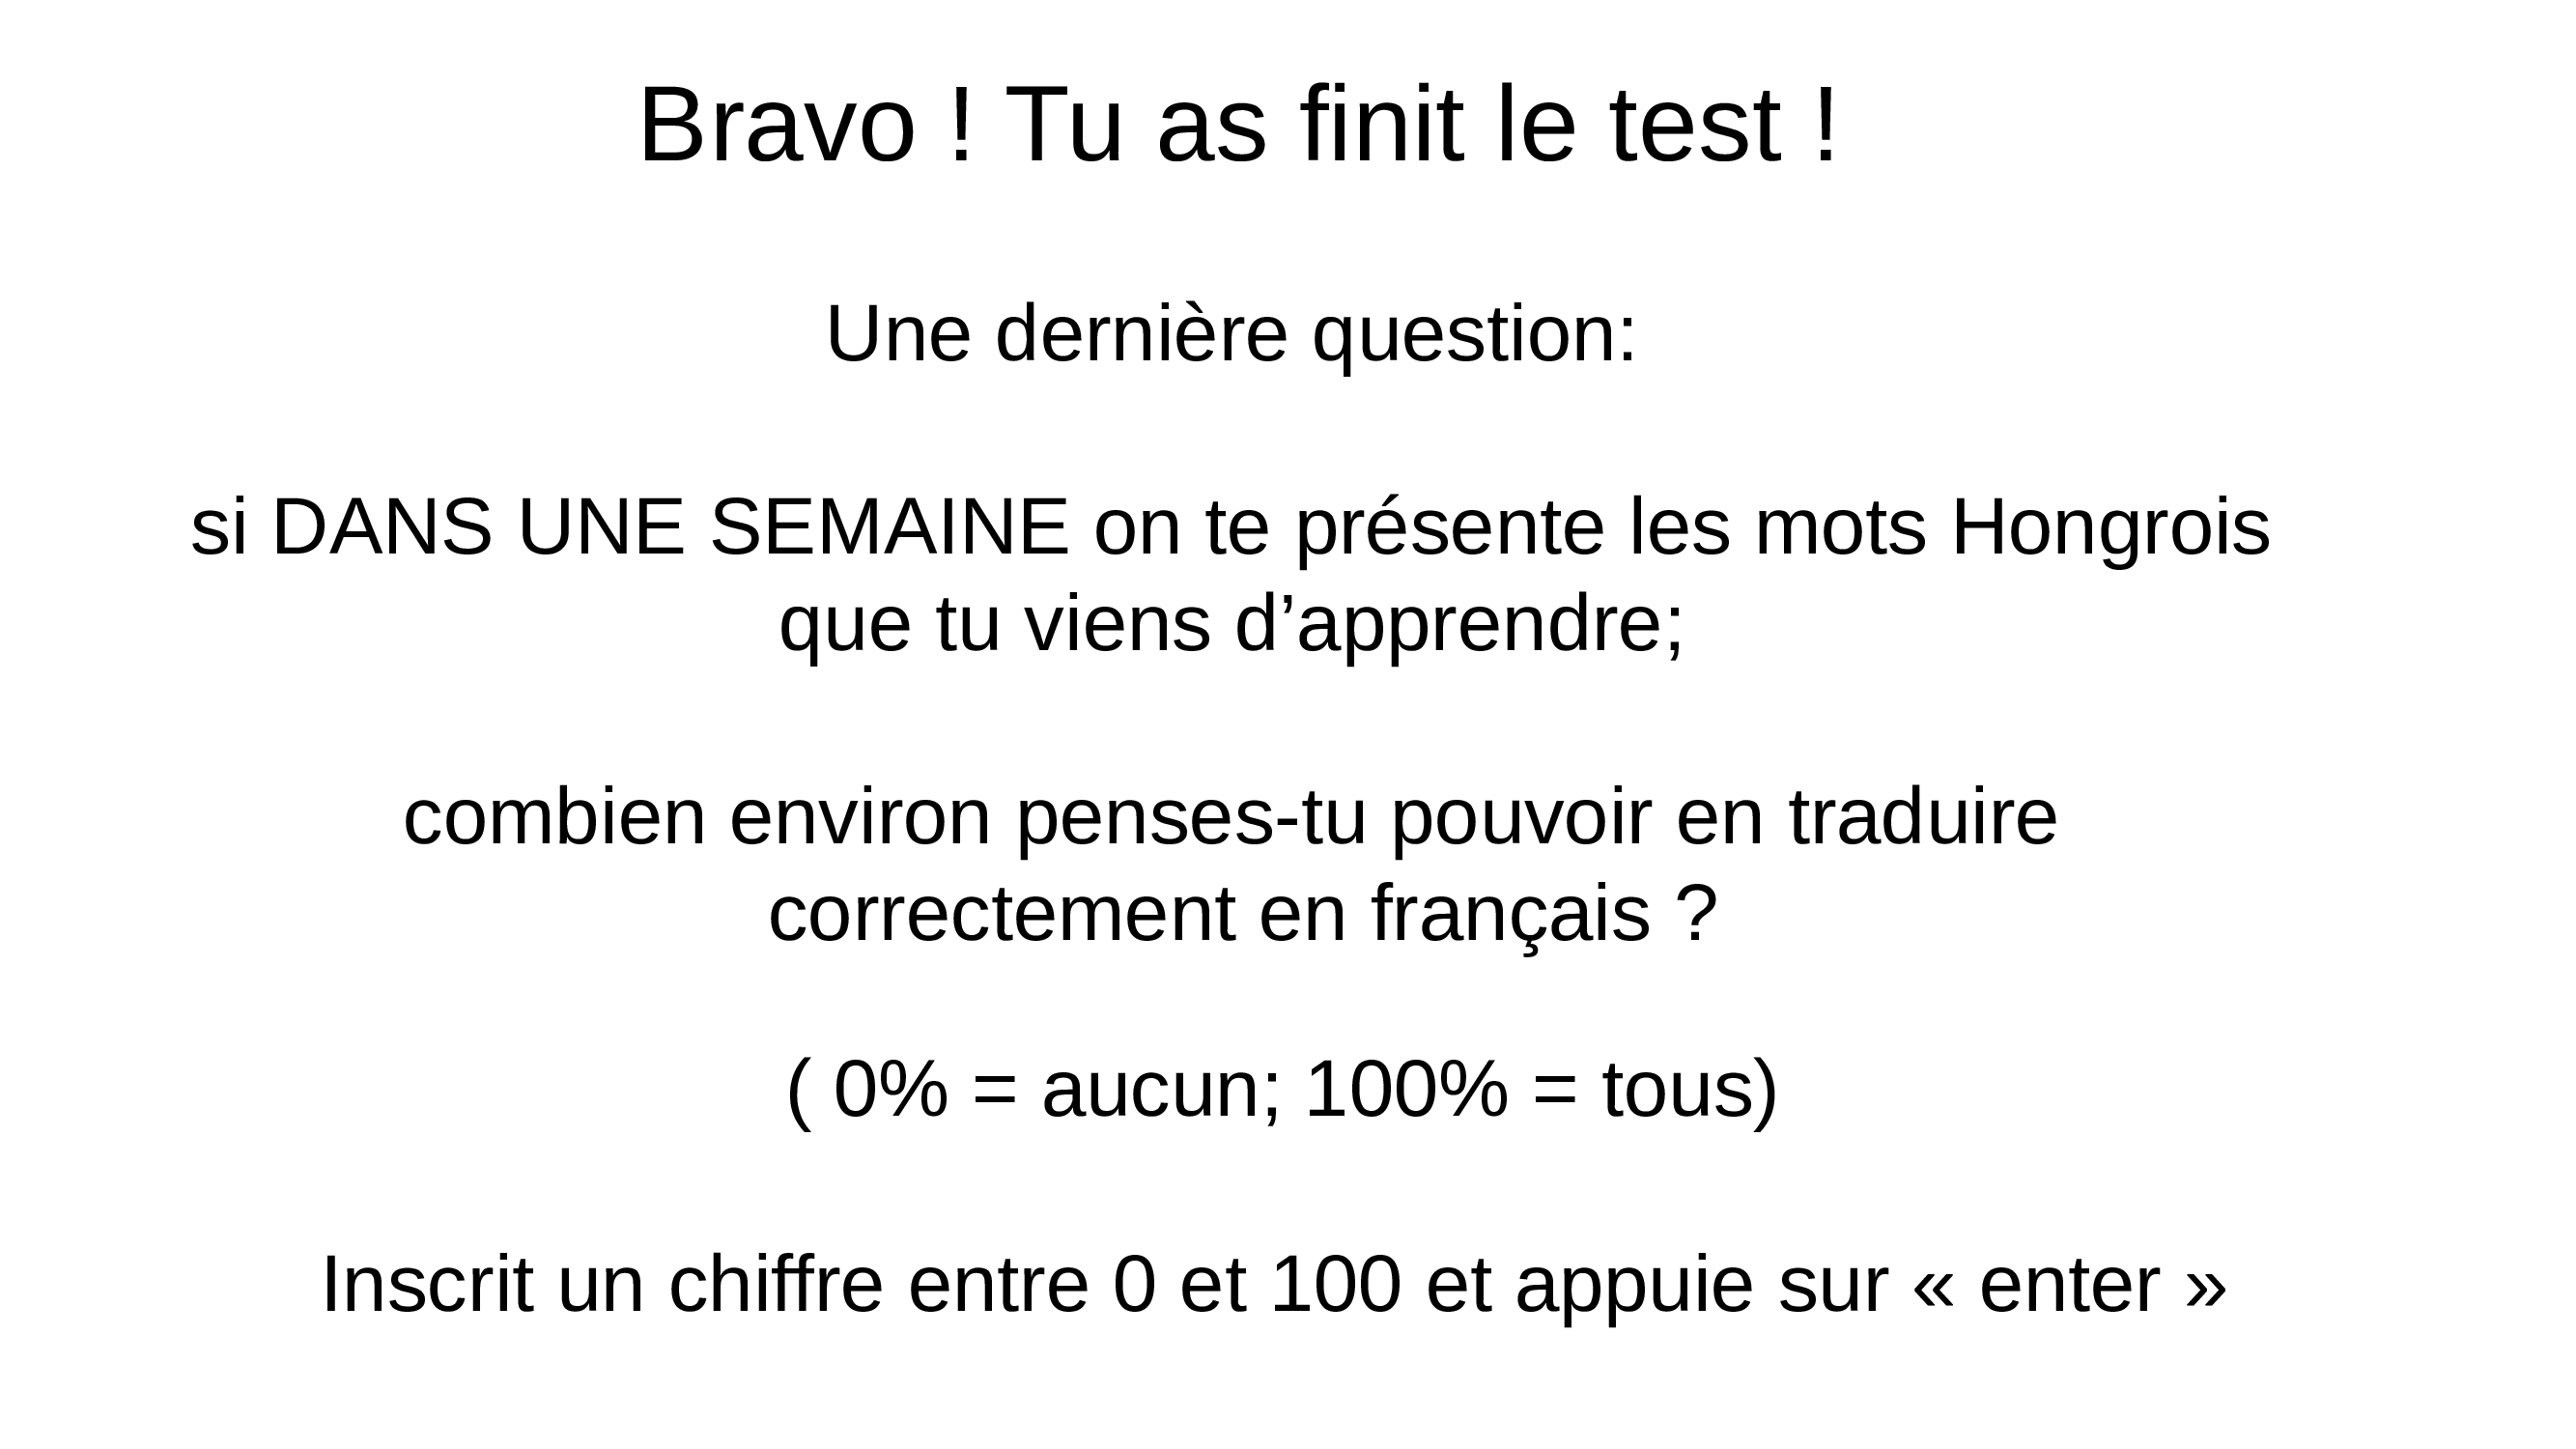 Bravo ! Tu as finit le test !
Une dernière question:
si DANS UNE SEMAINE on te présente les mots Hongrois
que tu viens d’apprendre;
combien environ penses-tu pouvoir en traduire
correctement en français ?
( 0% = aucun; 100% = tous)
Inscrit un chiffre entre 0 et 100 et appuie sur « enter »